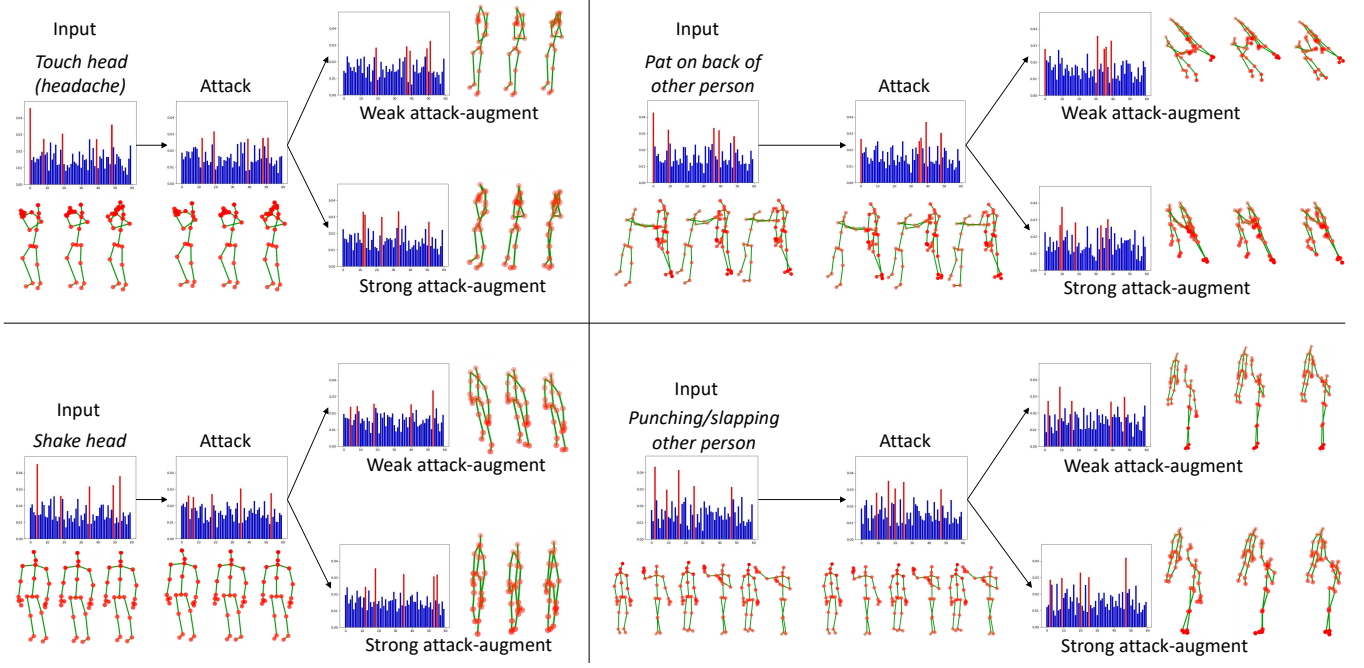 Input
Touch head
(headache)
Attack
Weak attack-augment
Strong attack-augment
Input
Pat on back of
other person
Attack
Weak attack-augment
Strong attack-augment
Input
Shake head
Attack
Weak attack-augment
Strong attack-augment
Input
Punching/slapping
other person
Attack
Weak attack-augment
Strong attack-augment